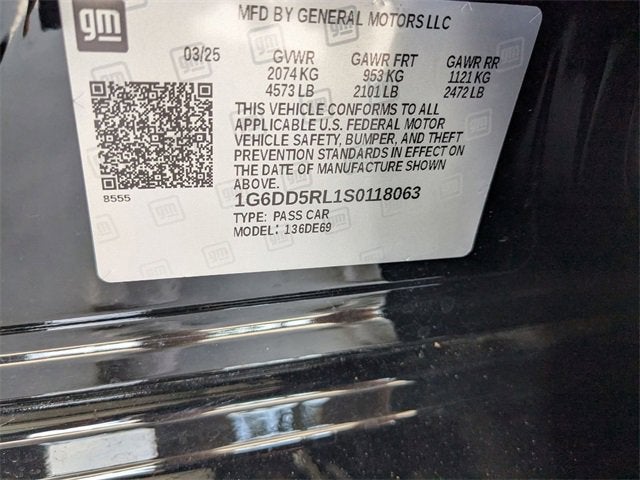 gm
MFD BY GENERAL MOTORS LLC
03/25 GVWR GAWR FRT GAWR RR
2074 KG 953 KG 1121 KG
4573 LB 2101 LB 2472 LB
THIS VEHICLE CONFORMS TO ALL
APPLICABLE U.S. FEDERAL MOTOR
VEHICLE SAFETY, BUMPER, AND THEFT
PREVENTION STANDARDS IN EFFECT ON
THE DATE OF MANUFACTURE SHOWN
ABOVE.
8555
1G6DD5RL1S0118063
TYPE: PASS CAR
MODEL: 136DE69